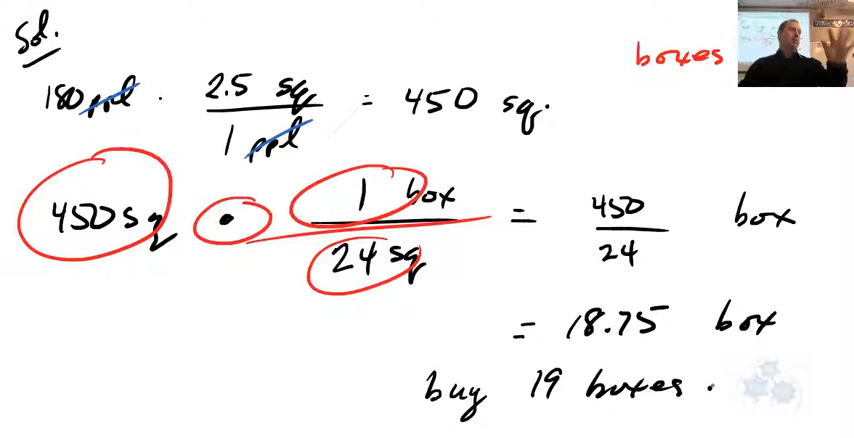 Sol.
boxes
180 ppl · 2.5 sq / 1 ppl = 450 sq.
450 sq • 1 box / 24 sq = 450 / 24 box
= 18.75 box
buy 19 boxes.